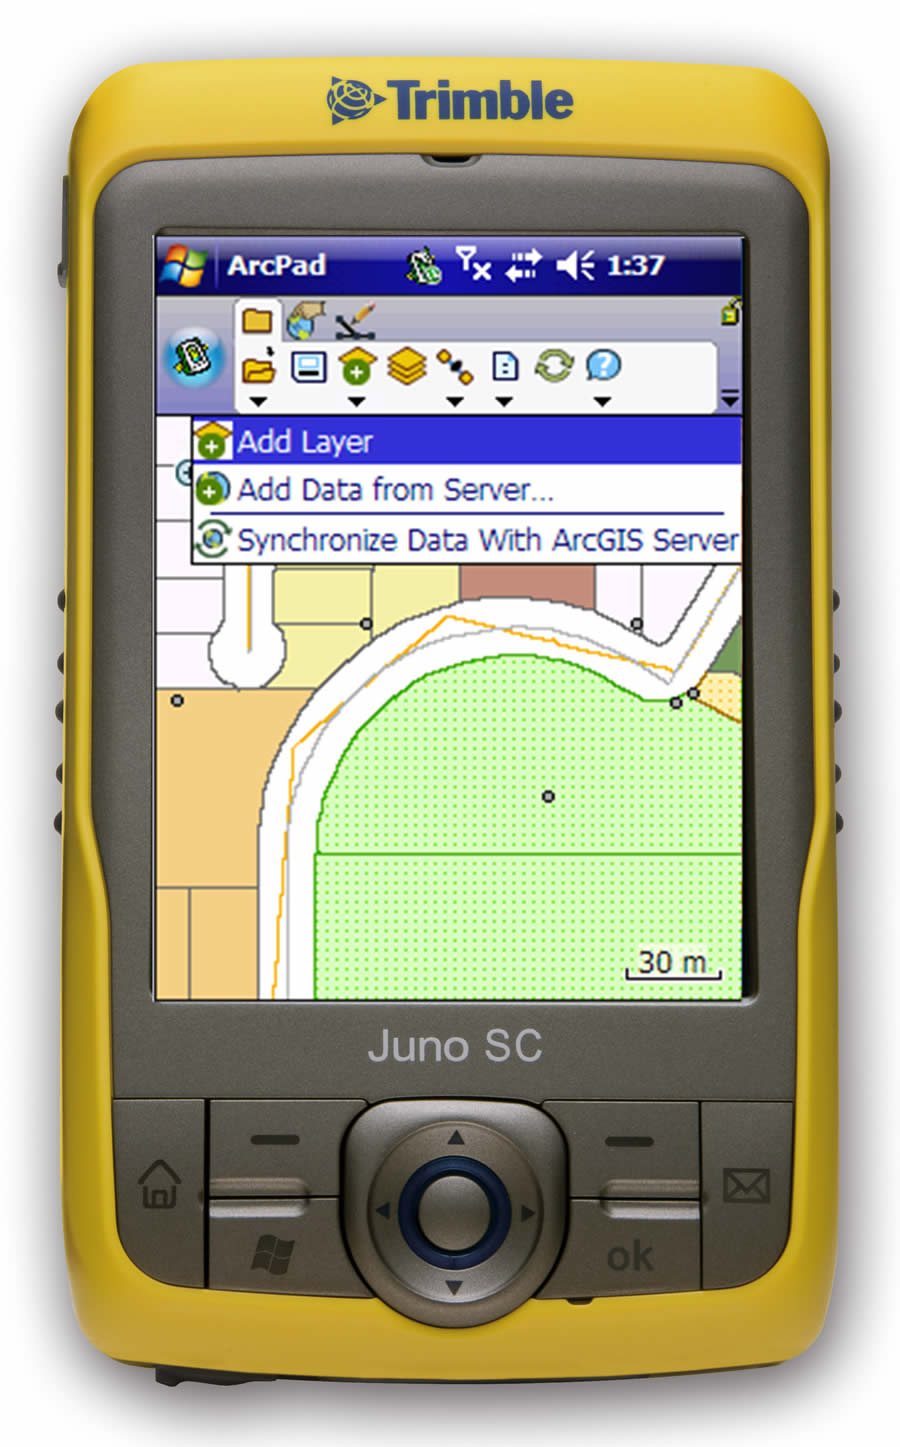 Trimble
ArcPad 1:37
Add Layer
Add Data from Server...
Synchronize Data With ArcGIS Server
30 m
Juno SC
ok